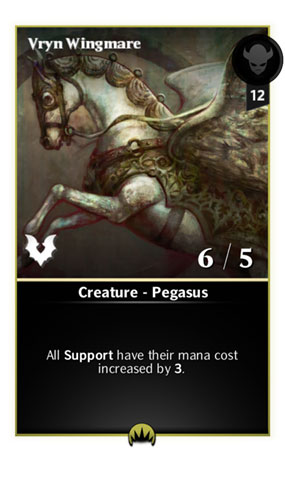 Vryn Wingmare
12
6 / 5
Creature - Pegasus
All Support have their mana cost
increased by 3.